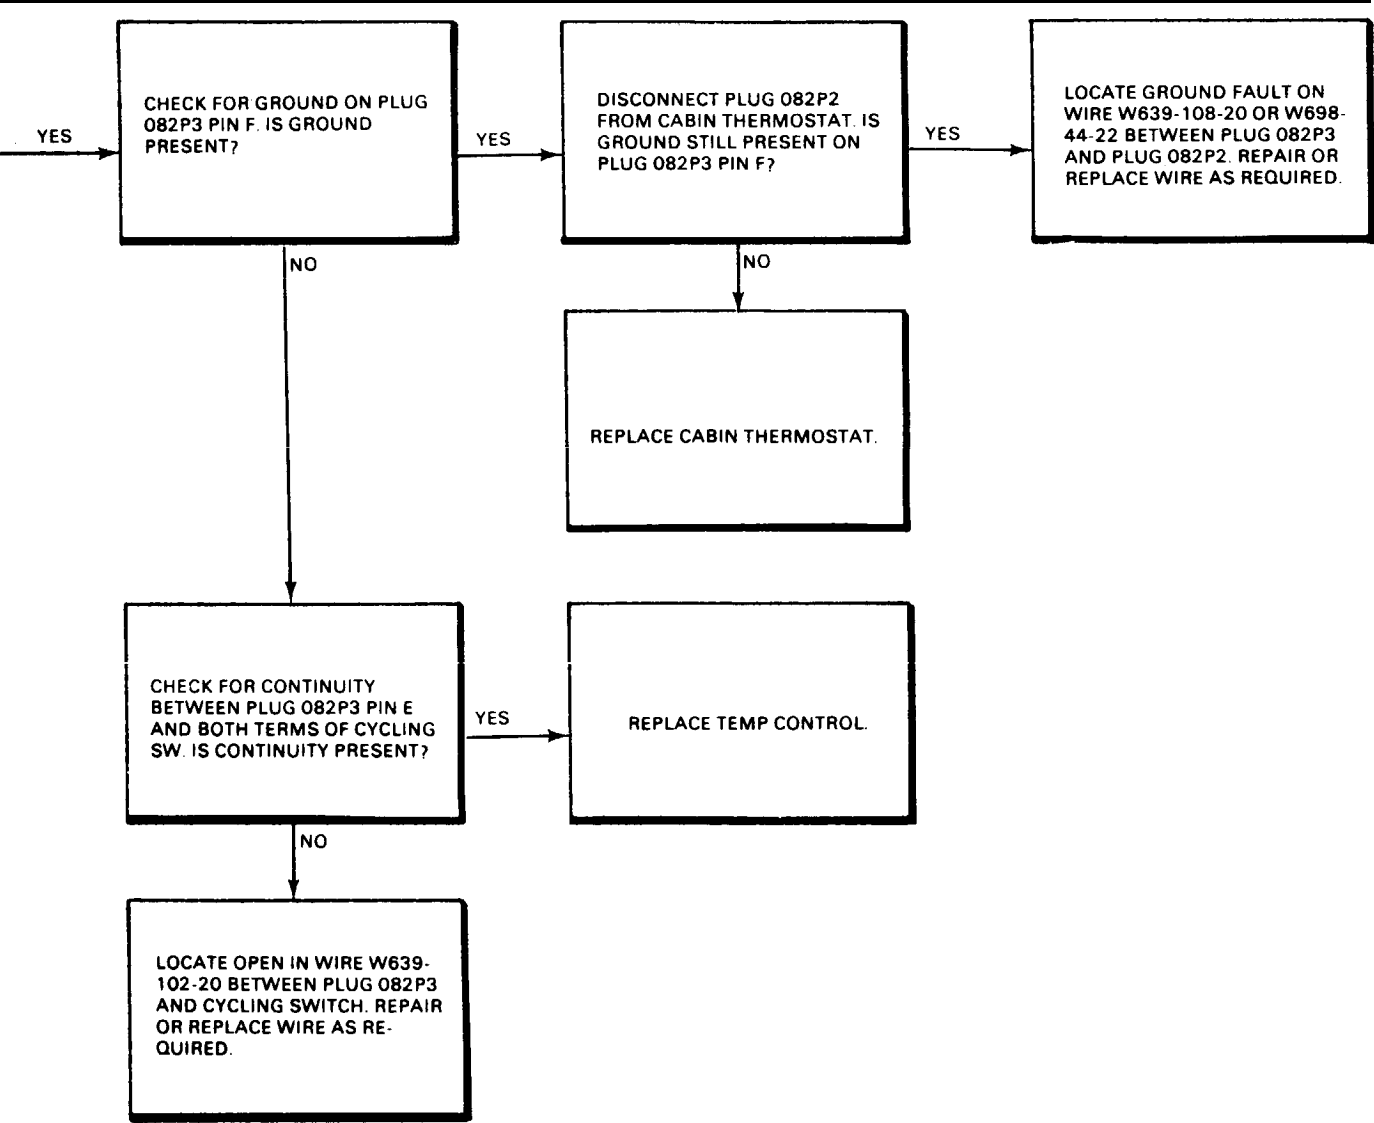 YES
CHECK FOR GROUND ON PLUG
082P3 PIN F. IS GROUND
PRESENT?
YES
DISCONNECT PLUG 082P2
FROM CABIN THERMOSTAT. IS
GROUND STILL PRESENT ON
PLUG 082P3 PIN F?
YES
LOCATE GROUND FAULT ON
WIRE W639-108-20 OR W698-
44-22 BETWEEN PLUG 082P3
AND PLUG 082P2. REPAIR OR
REPLACE WIRE AS REQUIRED.
NO
NO
REPLACE CABIN THERMOSTAT.
CHECK FOR CONTINUITY
BETWEEN PLUG 082P3 PIN E
AND BOTH TERMS OF CYCLING
SW. IS CONTINUITY PRESENT?
YES
REPLACE TEMP CONTROL.
NO
LOCATE OPEN IN WIRE W639-
102-20 BETWEEN PLUG 082P3
AND CYCLING SWITCH. REPAIR
OR REPLACE WIRE AS RE-
QUIRED.